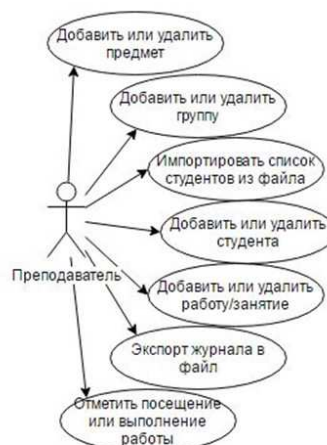 Добавить или удалить
предмет
Добавить или удалить
группу
Импортировать список
студентов из файла
Добавить или удалить
студента
Преподаватель
Добавить или удалить
работу/занятие
Экспорт журнала в
файл
Отметить посещение
или выполнение
работы